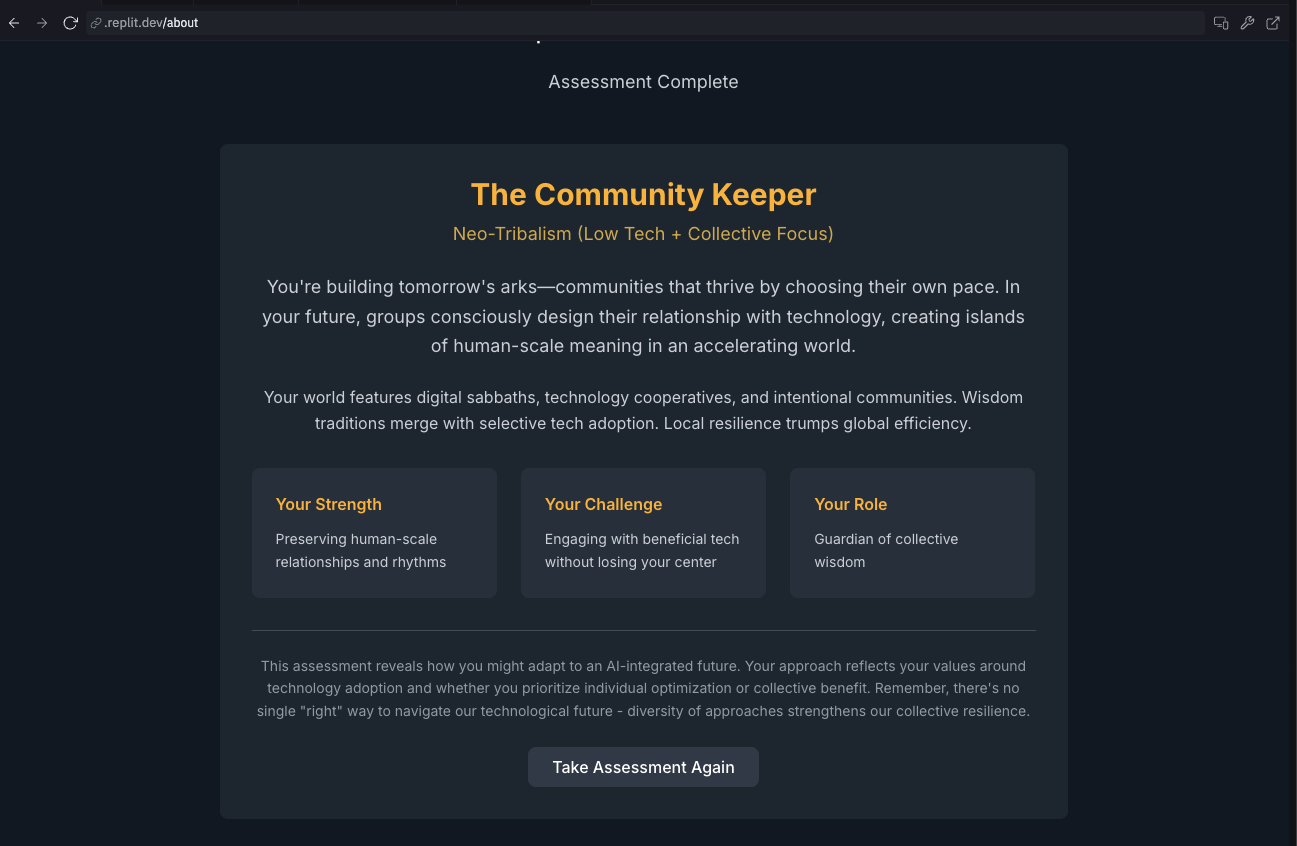 .replit.dev/about
Assessment Complete
The Community Keeper
Neo-Tribalism (Low Tech + Collective Focus)
You're building tomorrow's arks—communities that thrive by choosing their own pace. In
your future, groups consciously design their relationship with technology, creating islands
of human-scale meaning in an accelerating world.
Your world features digital sabbaths, technology cooperatives, and intentional communities. Wisdom
traditions merge with selective tech adoption. Local resilience trumps global efficiency.
Your Strength
Preserving human-scale
relationships and rhythms
Your Challenge
Engaging with beneficial tech
without losing your center
Your Role
Guardian of collective
wisdom
This assessment reveals how you might adapt to an AI-integrated future. Your approach reflects your values around
technology adoption and whether you prioritize individual optimization or collective benefit. Remember, there's no
single "right" way to navigate our technological future - diversity of approaches strengthens our collective resilience.
Take Assessment Again